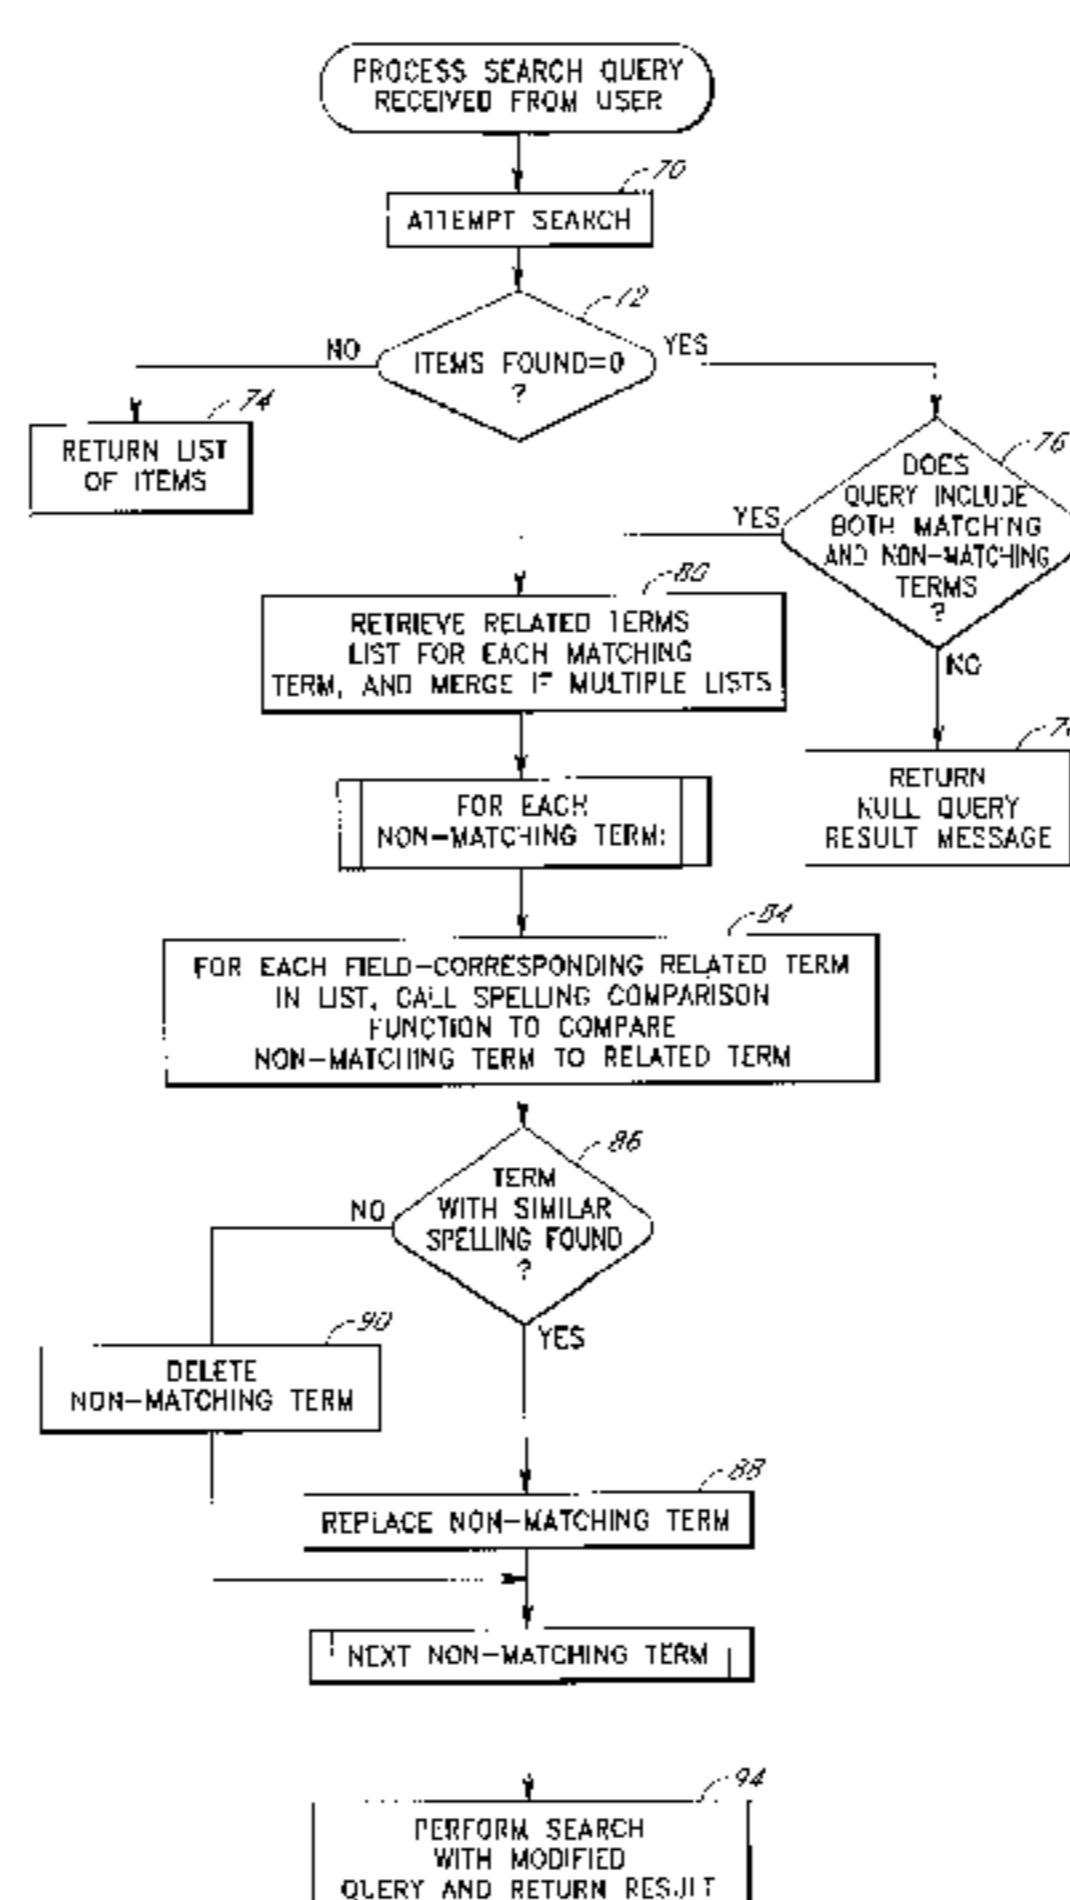 PROCESS SEARCH QUERY
RECEIVED FROM USER
70
ATTEMPT SEARCH
12
NO
ITEMS FOUND=0
?
YES
74
RETURN LIST
OF ITEMS
76
DOES
QUERY INCLUDE
BOTH MATCHING
AND NON-MATCHING
TERMS
?
YES
NO
80
RETRIEVE RELATED TERMS
LIST FOR EACH MATCHING
TERM, AND MERGE IF MULTIPLE LISTS
RETURN
NULL QUERY
RESULT MESSAGE
FOR EACH
NON-MATCHING TERM:
84
FOR EACH FIELD-CORRESPONDING RELATED TERM
IN LIST, CALL SPELLING COMPARISON
FUNCTION TO COMPARE
NON-MATCHING TERM TO RELATED TERM
86
TERM
WITH SIMILAR
SPELLING FOUND
?
NO
YES
90
DELETE
NON-MATCHING TERM
88
REPLACE NON-MATCHING TERM
NEXT NON-MATCHING TERM
94
PERFORM SEARCH
WITH MODIFIED
QUERY AND RETURN RESULT